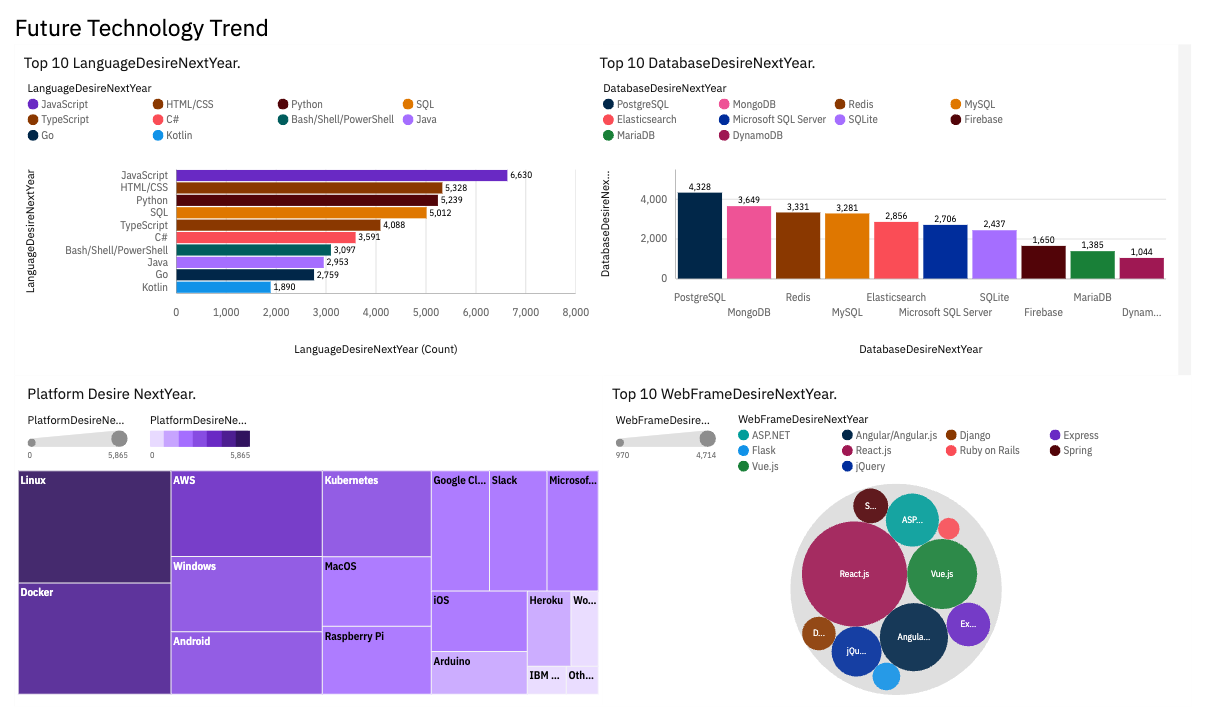 Future Technology Trend
Top 10 LanguageDesireNextYear.
LanguageDesireNextYear
JavaScript HTML/CSS Python SQL
TypeScript C# Bash/Shell/PowerShell Java
Go Kotlin
LanguageDesireNextYear
JavaScript 6,630
HTML/CSS 5,328
Python 5,239
SQL 5,012
TypeScript 4,088
C# 3,591
Bash/Shell/PowerShell 3,097
Java 2,953
Go 2,759
Kotlin 1,890
0 1,000 2,000 3,000 4,000 5,000 6,000 7,000 8,000
LanguageDesireNextYear (Count)
Top 10 DatabaseDesireNextYear.
DatabaseDesireNextYear
PostgreSQL MongoDB Redis MySQL
Elasticsearch Microsoft SQL Server SQLite Firebase
MariaDB DynamoDB
DatabaseDesireNex...
4,000
2,000
0
4,328 3,649 3,331 3,281 2,856 2,706 2,437 1,650 1,385 1,044
PostgreSQL Redis Elasticsearch SQLite MariaDB
MongoDB MySQL Microsoft SQL Server Firebase Dynam...
DatabaseDesireNextYear
Platform Desire NextYear.
PlatformDesireNe... PlatformDesireNe...
0 5,865 0 5,865
Linux AWS Kubernetes Google Cl... Slack Microsof...
Windows MacOS
Docker iOS Heroku Wo...
Android Raspberry Pi
Arduino IBM ... Oth...
Top 10 WebFrameDesireNextYear.
WebFrameDesire... WebFrameDesireNextYear
970 4,714
ASP.NET Angular/Angular.js Django Express
Flask React.js Ruby on Rails Spring
Vue.js jQuery
S... ASP...
React.js Vue.js
D... Ex...
jQu... Angula...